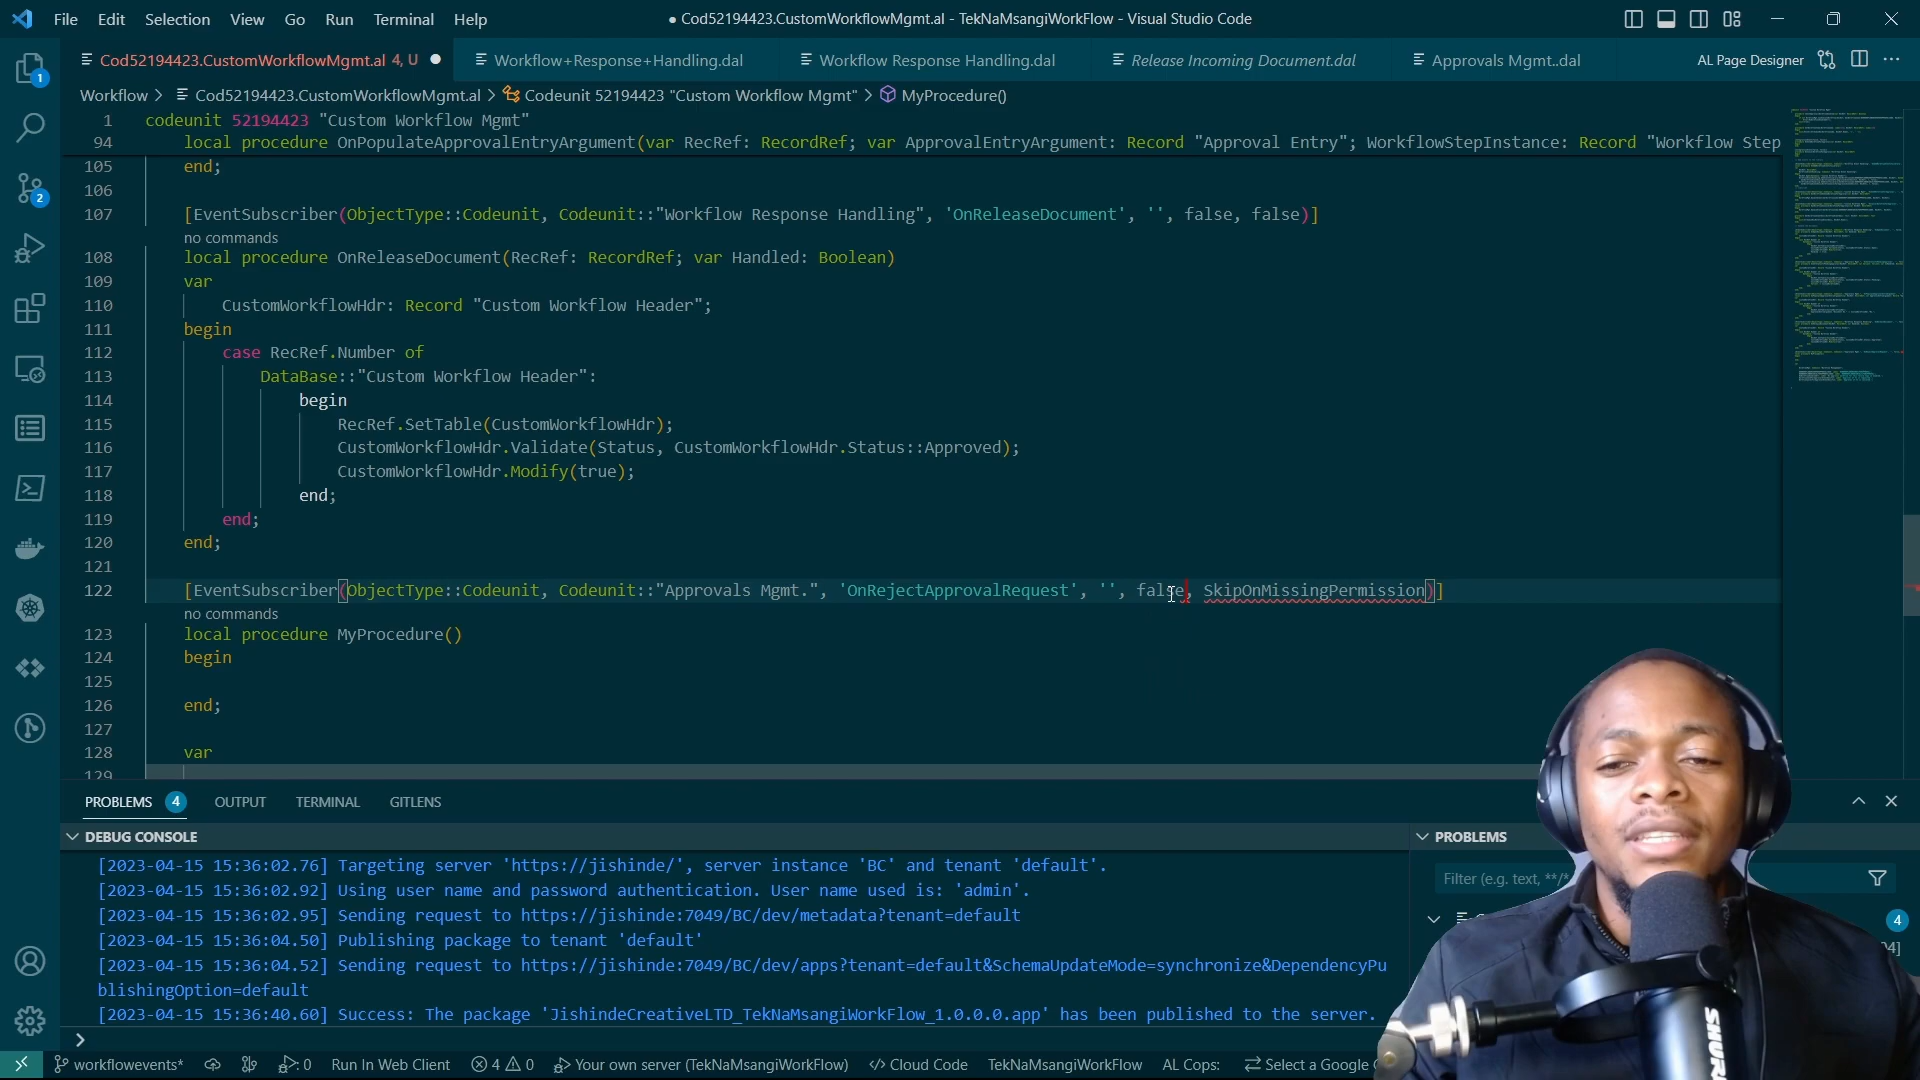 File Edit Selection View Go Run Terminal Help
● Cod52194423.CustomWorkflowMgmt.al - TekNaMsangiWorkFlow - Visual Studio Code
Cod52194423.CustomWorkflowMgmt.al 4, U ●
Workflow+Response+Handling.dal
Workflow Response Handling.dal
Release Incoming Document.dal
Approvals Mgmt..dal
AL Page Designer
Workflow > Cod52194423.CustomWorkflowMgmt.al > Codeunit 52194423 "Custom Workflow Mgmt" > MyProcedure()
1 codeunit 52194423 "Custom Workflow Mgmt"
94 local procedure OnPopulateApprovalEntryArgument(var RecRef: RecordRef; var ApprovalEntryArgument: Record "Approval Entry"; WorkflowStepInstance: Record "Workflow Step
105 end;
106
107 [EventSubscriber(ObjectType::Codeunit, Codeunit::"Workflow Response Handling", 'OnReleaseDocument', '', false, false)]
no commands
108 local procedure OnReleaseDocument(RecRef: RecordRef; var Handled: Boolean)
109 var
110 CustomWorkflowHdr: Record "Custom Workflow Header";
111 begin
112 case RecRef.Number of
113 DataBase::"Custom Workflow Header":
114 begin
115 RecRef.SetTable(CustomWorkflowHdr);
116 CustomWorkflowHdr.Validate(Status, CustomWorkflowHdr.Status::Approved);
117 CustomWorkflowHdr.Modify(true);
118 end;
119 end;
120 end;
121
122 [EventSubscriber(ObjectType::Codeunit, Codeunit::"Approvals Mgmt.", 'OnRejectApprovalRequest', '', false, SkipOnMissingPermission)]
no commands
123 local procedure MyProcedure()
124 begin
125
126 end;
127
128 var
129
PROBLEMS 4 OUTPUT TERMINAL GITLENS
DEBUG CONSOLE
[2023-04-15 15:36:02.76] Targeting server 'https://jishinde/', server instance 'BC' and tenant 'default'.
[2023-04-15 15:36:02.92] Using user name and password authentication. User name used is: 'admin'.
[2023-04-15 15:36:02.95] Sending request to https://jishinde:7049/BC/dev/metadata?tenant=default
[2023-04-15 15:36:04.50] Publishing package to tenant 'default'
[2023-04-15 15:36:04.52] Sending request to https://jishinde:7049/BC/dev/apps?tenant=default&SchemaUpdateMode=synchronize&DependencyPu
blishingOption=default
[2023-04-15 15:36:40.60] Success: The package 'JishindeCreativeLTD_TekNaMsangiWorkFlow_1.0.0.0.app' has been published to the server.
PROBLEMS
Filter (e.g. text, **/*
4
SHURE
workflowevents* 0 Run In Web Client 4 0 Your own server (TekNaMsangiWorkFlow) Cloud Code TekNaMsangiWorkFlow AL Cops: Select a Google